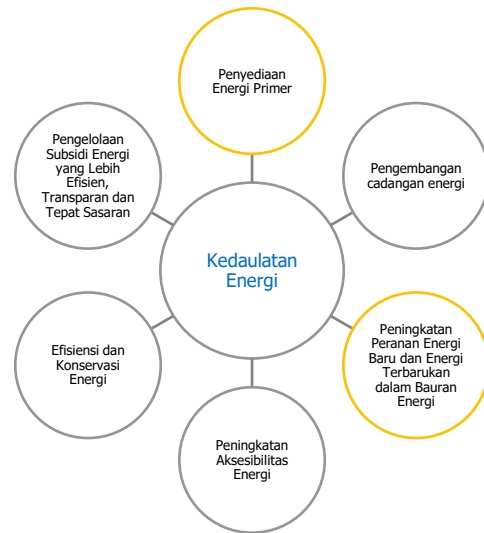 Penyediaan
Energi Primer
Pengelolaan
Subsidi Energi
yang Lebih
Efisien,
Transparan dan
Tepat Sasaran
Pengembangan
cadangan energi
Kedaulatan
Energi
Efisiensi dan
Konservasi
Energi
Peningkatan
Peranan Energi
Baru dan Energi
Terbarukan
dalam Bauran
Energi
Peningkatan
Aksesibilitas
Energi